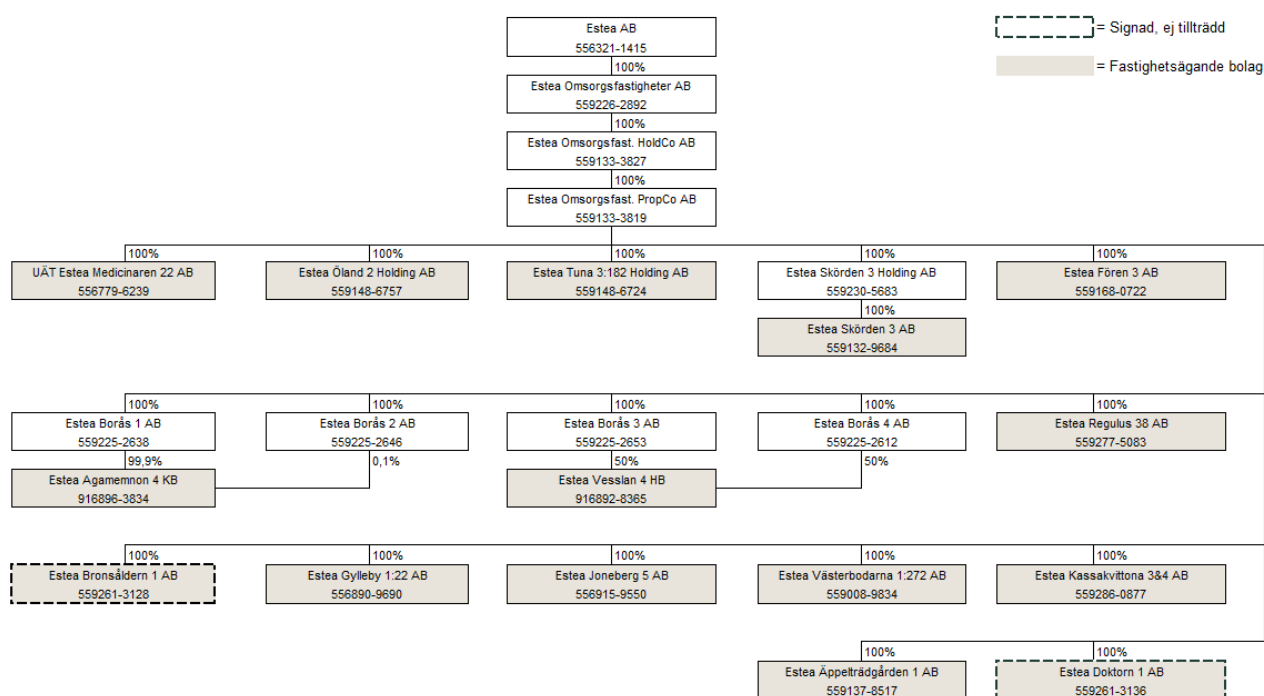 Estea AB
556321-1415
= Signad, ej tillträdd
100%
= Fastighetsägande bolag
Estea Omsorgsfastigheter AB
559226-2892
100%
Estea Omsorgsfast. HoldCo AB
559133-3827
100%
Estea Omsorgsfast. PropCo AB
559133-3819
100%
100%
100%
100%
100%
UÄT Estea Medicinaren 22 AB
556779-6239
Estea Öland 2 Holding AB
559148-6757
Estea Tuna 3:182 Holding AB
559148-6724
Estea Skörden 3 Holding AB
559230-5683
Estea Fören 3 AB
559168-0722
100%
Estea Skörden 3 AB
559132-9684
100%
100%
100%
100%
100%
Estea Borås 1 AB
559225-2638
Estea Borås 2 AB
559225-2646
Estea Borås 3 AB
559225-2653
Estea Borås 4 AB
559225-2612
Estea Regulus 38 AB
559277-5083
99,9%
0,1%
50%
50%
Estea Agamemnon 4 KB
916896-3834
Estea Vesslan 4 HB
916892-8365
100%
100%
100%
100%
100%
Estea Bronsåldern 1 AB
559261-3128
Estea Gylleby 1:22 AB
556890-9690
Estea Joneberg 5 AB
556915-9550
Estea Västerbodarna 1:272 AB
559008-9834
Estea Kassakvittona 3&4 AB
559286-0877
100%
100%
Estea Äppelträdgården 1 AB
559137-8517
Estea Doktorn 1 AB
559261-3136